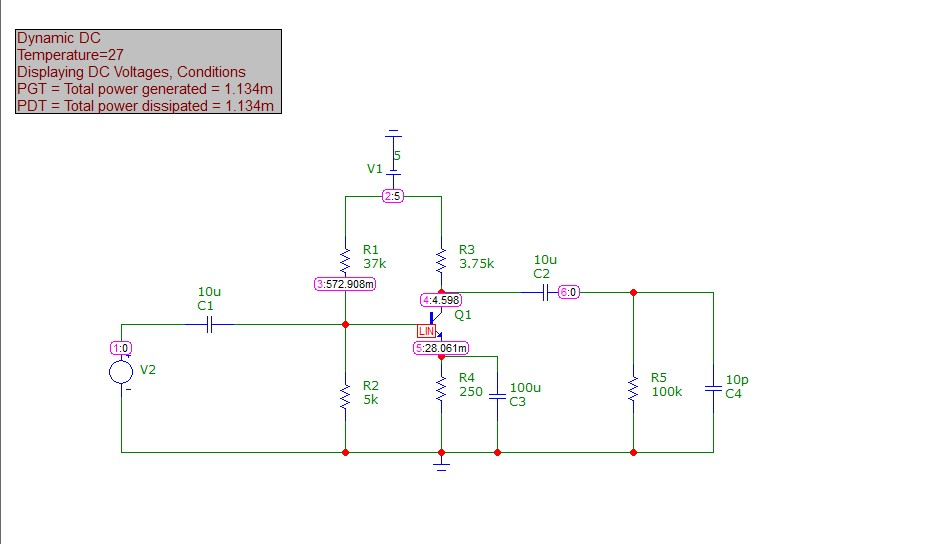 Dynamic DC
Temperature=27
Displaying DC Voltages, Conditions
PGT = Total power generated = 1.134m
PDT = Total power dissipated = 1.134m
5
V1
2:5
R1
37k
R3
3.75k
3:572.908m
10u
C2
10u
C1
4:4.598
6:0
Q1
LIN
1:0
+
5:28.061m
V2
-
R2
5k
R4
250
100u
C3
R5
100k
10p
C4